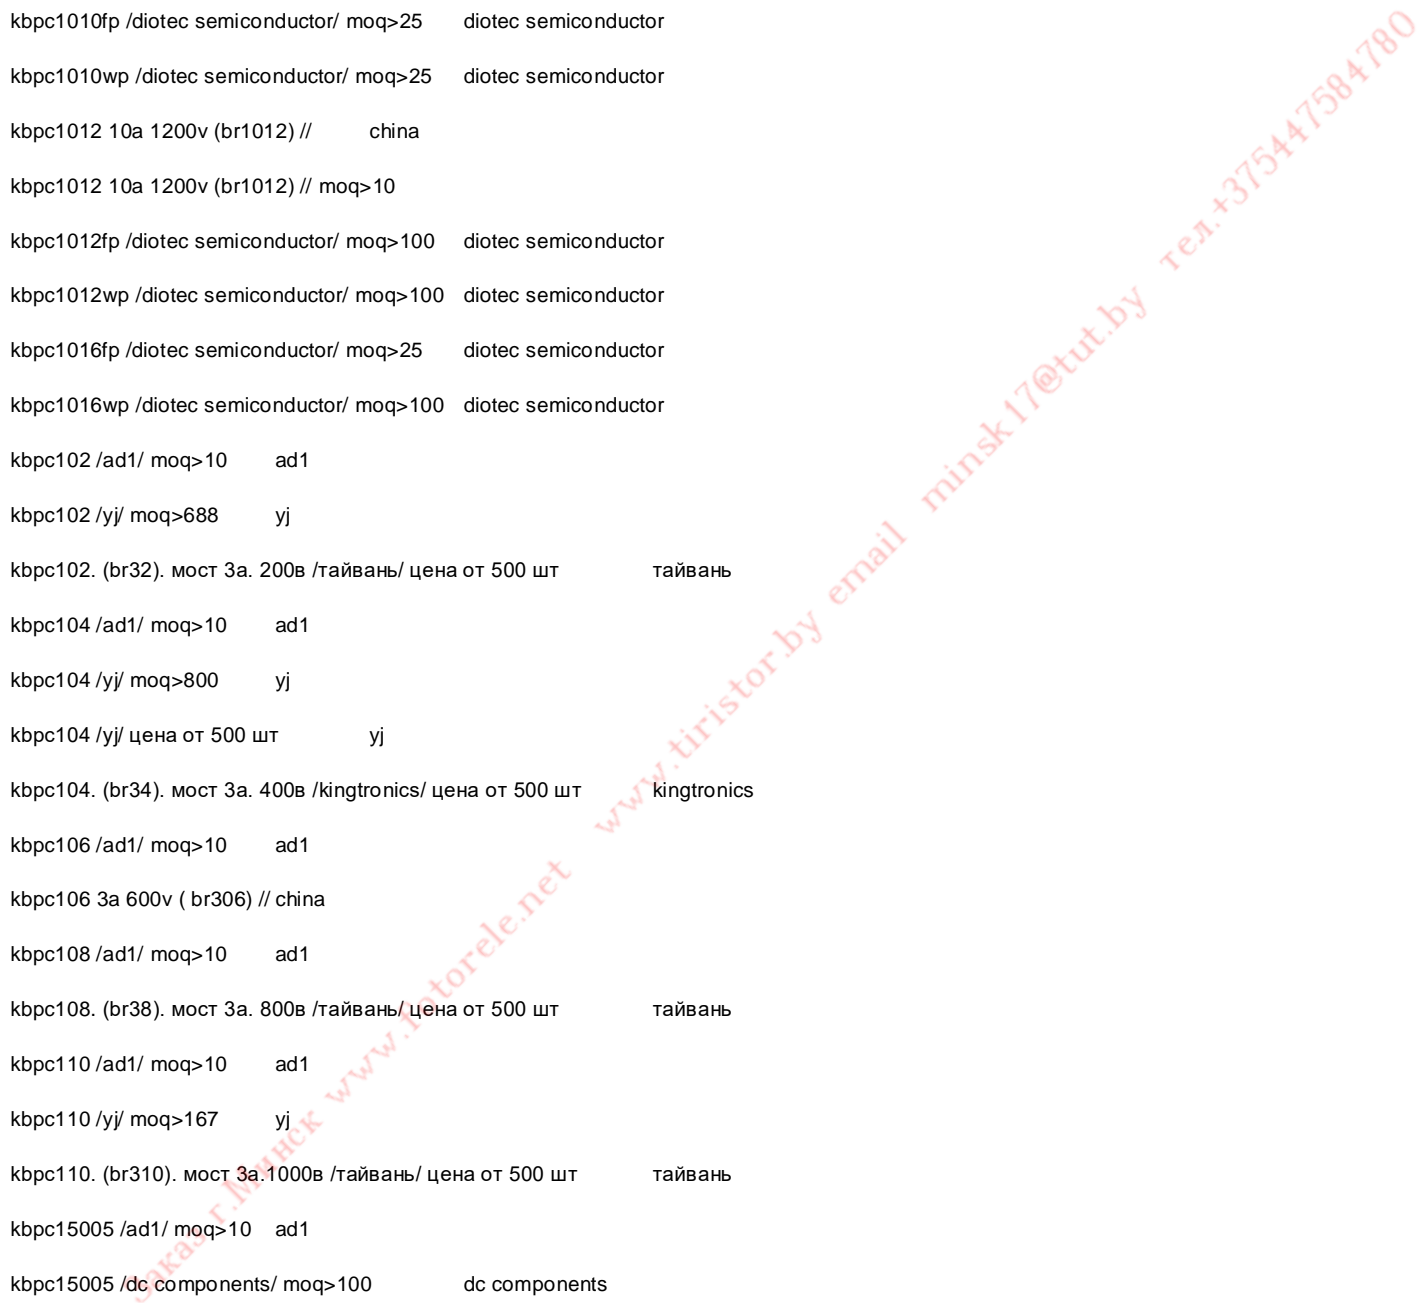 kbpc1010fp /diotec semiconductor/ moq>25 diotec semiconductor
kbpc1010wp /diotec semiconductor/ moq>25 diotec semiconductor
kbpc1012 10a 1200v (br1012) // china
kbpc1012 10a 1200v (br1012) // moq>10
kbpc1012fp /diotec semiconductor/ moq>100 diotec semiconductor
kbpc1012wp /diotec semiconductor/ moq>100 diotec semiconductor
kbpc1016fp /diotec semiconductor/ moq>25 diotec semiconductor
kbpc1016wp /diotec semiconductor/ moq>100 diotec semiconductor
kbpc102 /ad1/ moq>10 ad1
kbpc102 /yj/ moq>688 yj
kbpc102. (br32). мост 3а. 200в /тайвань/ цена от 500 шт тайвань
kbpc104 /ad1/ moq>10 ad1
kbpc104 /yj/ moq>800 yj
kbpc104 /yj/ цена от 500 шт yj
kbpc104. (br34). мост 3а. 400в /kingtronics/ цена от 500 шт kingtronics
kbpc106 /ad1/ moq>10 ad1
kbpc106 3a 600v ( br306) // china
kbpc108 /ad1/ moq>10 ad1
kbpc108. (br38). мост 3а. 800в /тайвань/ цена от 500 шт тайвань
kbpc110 /ad1/ moq>10 ad1
kbpc110 /yj/ moq>167 yj
kbpc110. (br310). мост 3а.1000в /тайвань/ цена от 500 шт тайвань
kbpc15005 /ad1/ moq>10 ad1
kbpc15005 /dc components/ moq>100 dc components
Заказ г.Минск www.fotorele.net www.tiristor.by email minsk17@tut.by тел.+375447584780